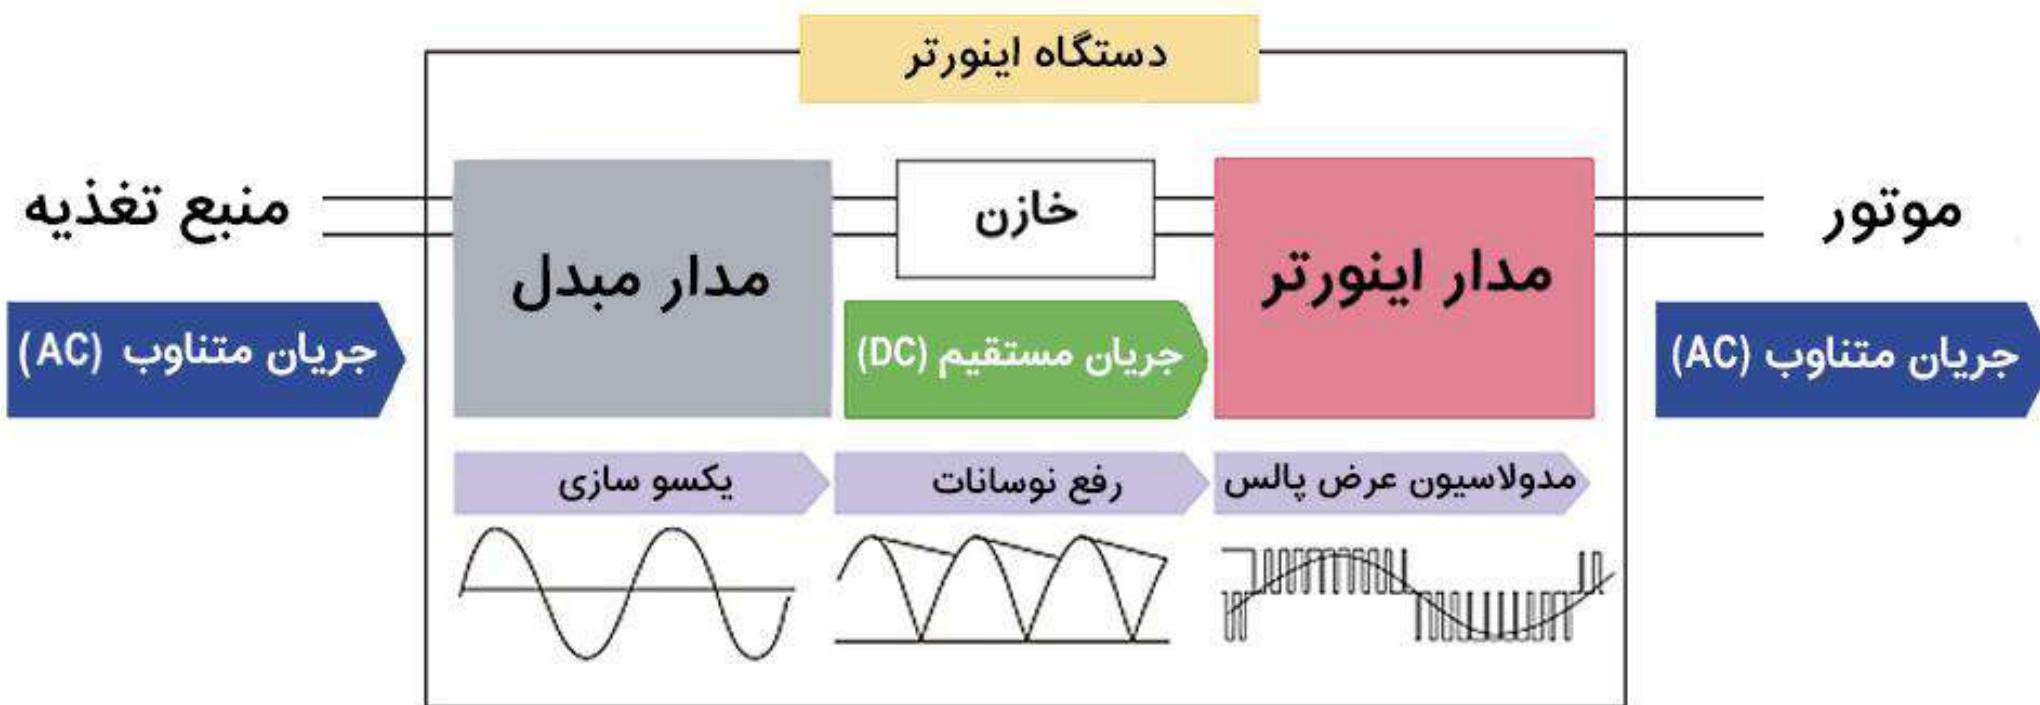 دستگاه اینورتر
منبع تغذیه
مدار مبدل
خازن
مدار اینورتر
موتور
جریان متناوب (AC)
جریان مستقیم (DC)
جریان متناوب (AC)
یکسو سازی
رفع نوسانات
مدولاسیون عرض پالس